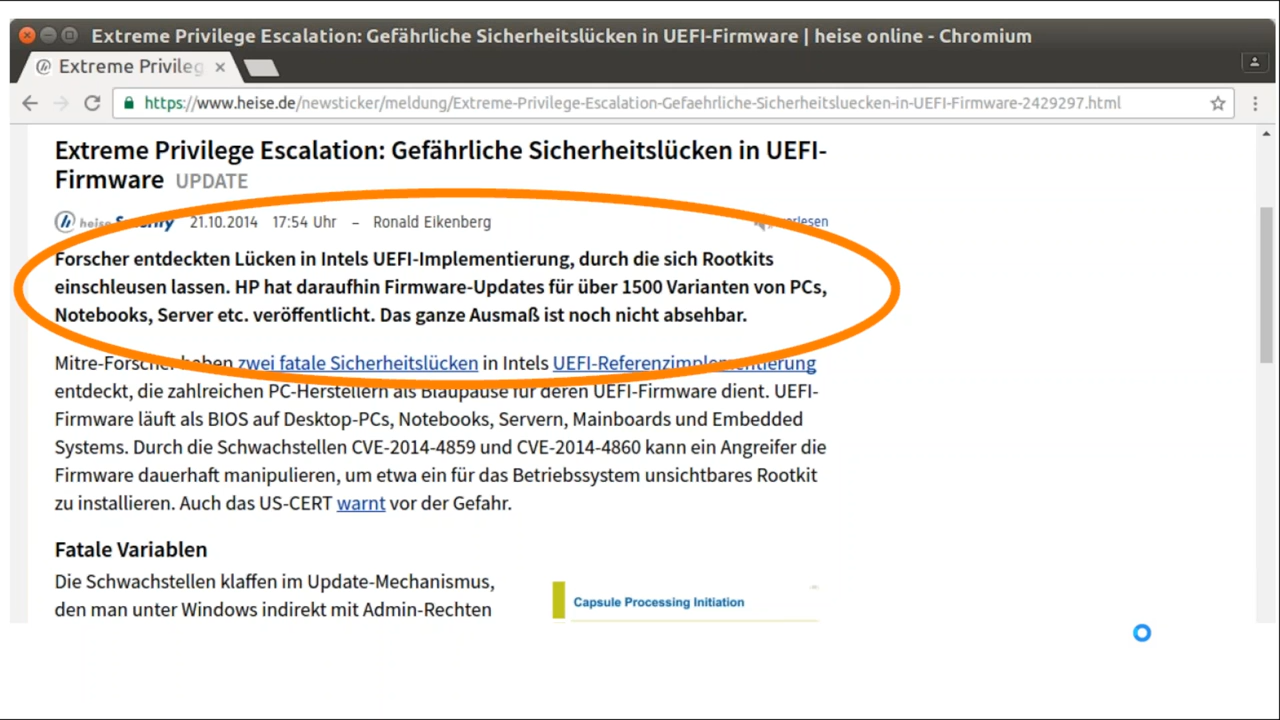 Extreme Privilege Escalation: Gefährliche Sicherheitslücken in UEFI-Firmware | heise online - Chromium
Extreme Privileg
https://www.heise.de/newsticker/meldung/Extreme-Privilege-Escalation-Gefaehrliche-Sicherheitsluecken-in-UEFI-Firmware-2429297.html
Extreme Privilege Escalation: Gefährliche Sicherheitslücken in UEFI-
Firmware UPDATE
heise Security 21.10.2014 17:54 Uhr – Ronald Eikenberg vorlesen
Forscher entdeckten Lücken in Intels UEFI-Implementierung, durch die sich Rootkits
einschleusen lassen. HP hat daraufhin Firmware-Updates für über 1500 Varianten von PCs,
Notebooks, Server etc. veröffentlicht. Das ganze Ausmaß ist noch nicht absehbar.
Mitre-Forscher haben zwei fatale Sicherheitslücken in Intels UEFI-Referenzimplementierung
entdeckt, die zahlreichen PC-Herstellern als Blaupause für deren UEFI-Firmware dient. UEFI-
Firmware läuft als BIOS auf Desktop-PCs, Notebooks, Servern, Mainboards und Embedded
Systems. Durch die Schwachstellen CVE-2014-4859 und CVE-2014-4860 kann ein Angreifer die
Firmware dauerhaft manipulieren, um etwa ein für das Betriebssystem unsichtbares Rootkit
zu installieren. Auch das US-CERT warnt vor der Gefahr.
Fatale Variablen
Die Schwachstellen klaffen im Update-Mechanismus,
den man unter Windows indirekt mit Admin-Rechten
Capsule Processing Initiation